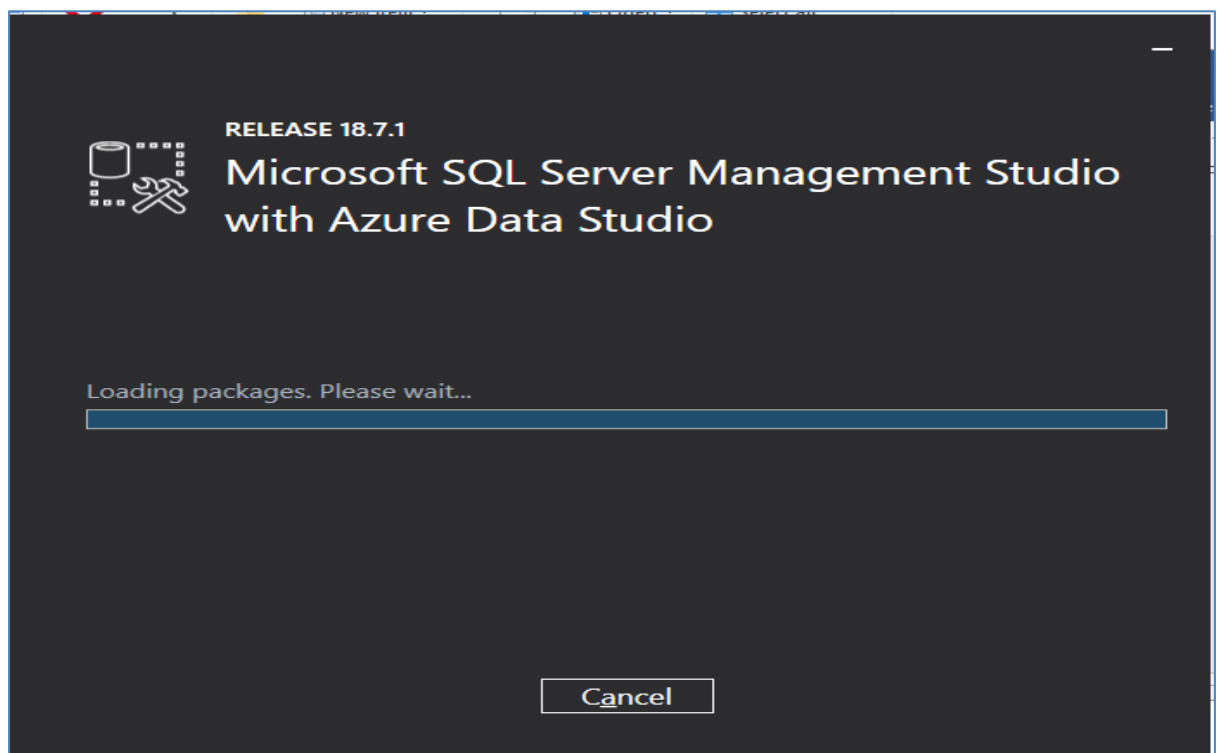 RELEASE 18.7.1
Microsoft SQL Server Management Studio
with Azure Data Studio
Loading packages. Please wait...
Cancel